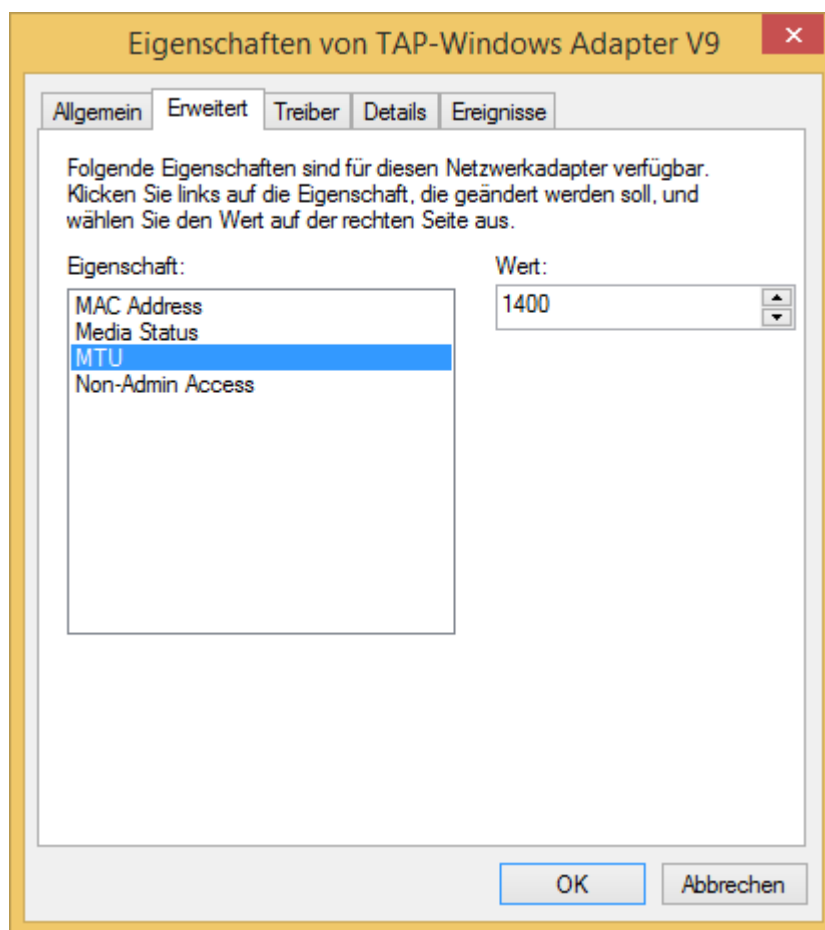 Eigenschaften von TAP-Windows Adapter V9
Allgemein Erweitert Treiber Details Ereignisse
Folgende Eigenschaften sind für diesen Netzwerkadapter verfügbar.
Klicken Sie links auf die Eigenschaft, die geändert werden soll, und
wählen Sie den Wert auf der rechten Seite aus.
Eigenschaft:
Wert:
MAC Address
1400
Media Status
MTU
Non-Admin Access
OK Abbrechen